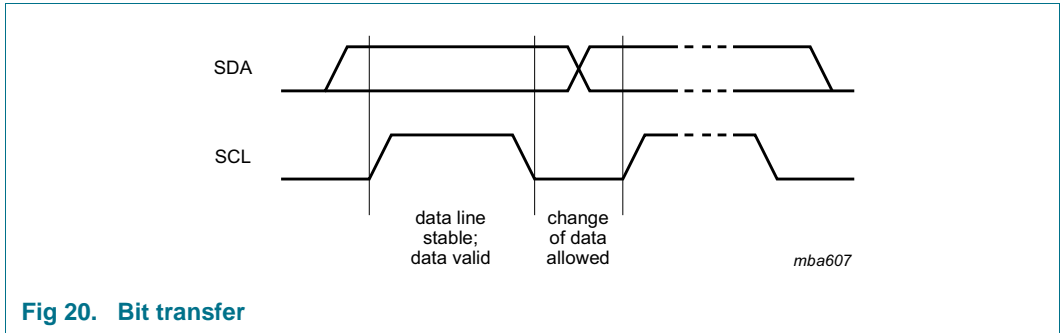 SDA
SCL
data line
stable;
data valid
change
of data
allowed
mba607
Fig 20. Bit transfer